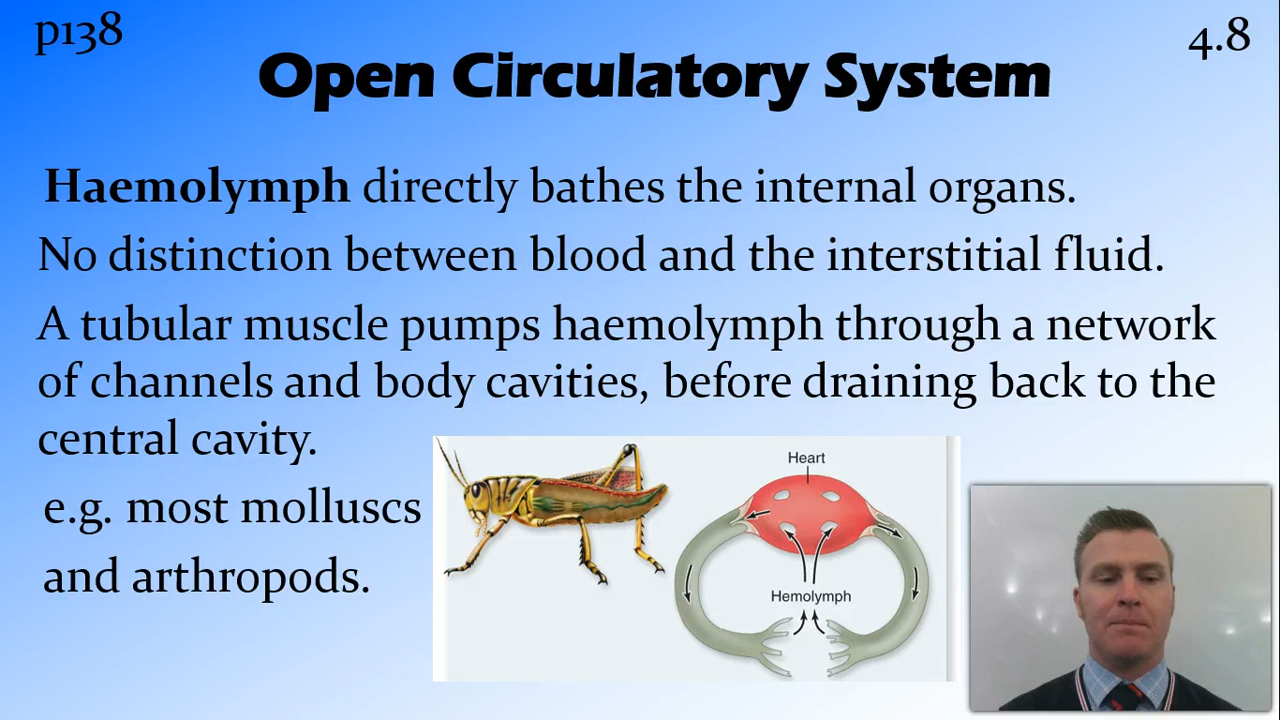 p138
4.8
Open Circulatory System
Haemolymph directly bathes the internal organs.
No distinction between blood and the interstitial fluid.
A tubular muscle pumps haemolymph through a network
of channels and body cavities, before draining back to the
central cavity.
e.g. most molluscs
and arthropods.
Heart
Hemolymph